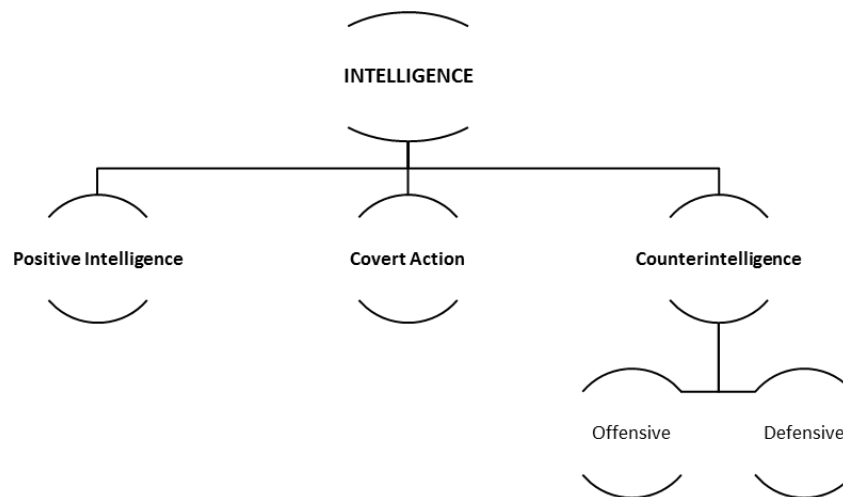 INTELLIGENCE
Positive Intelligence
Covert Action
Counterintelligence
Offensive
Defensive